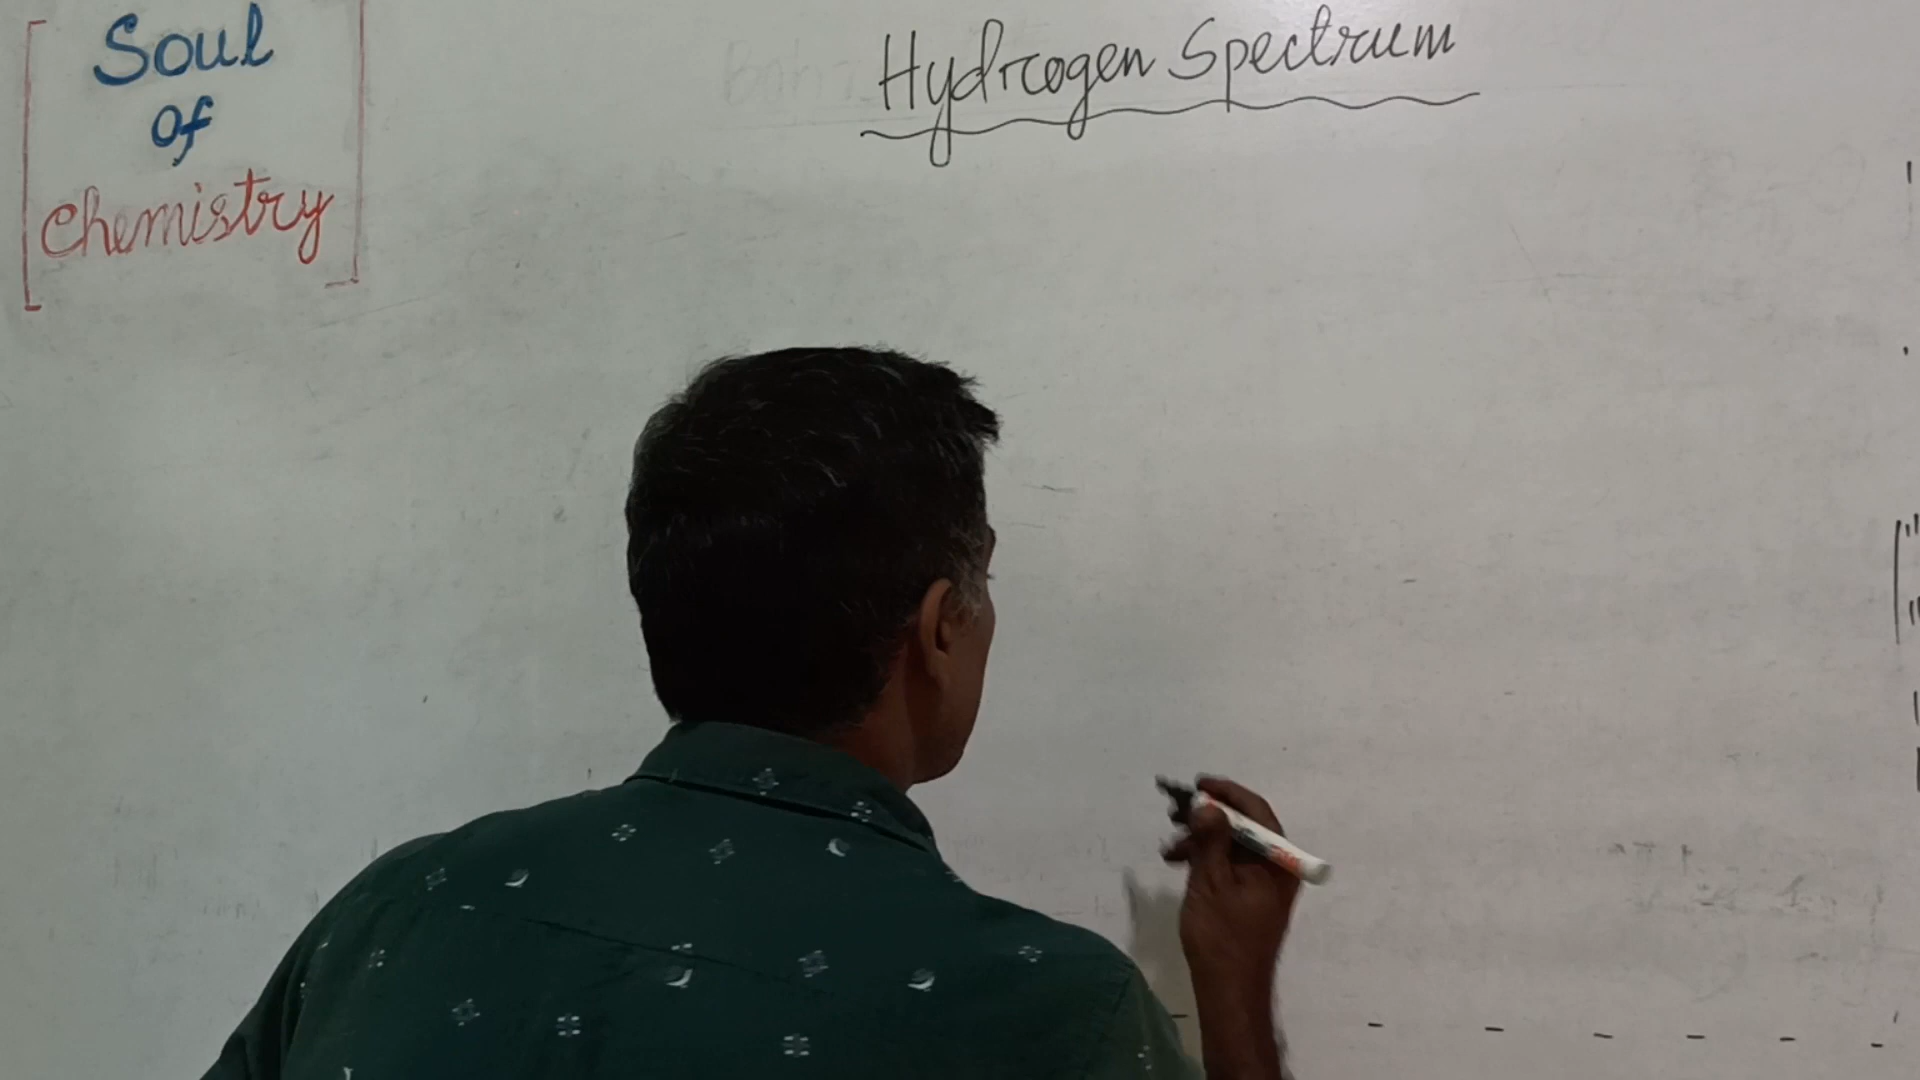 Soul
of
Chemistry
Hydrogen Spectrum